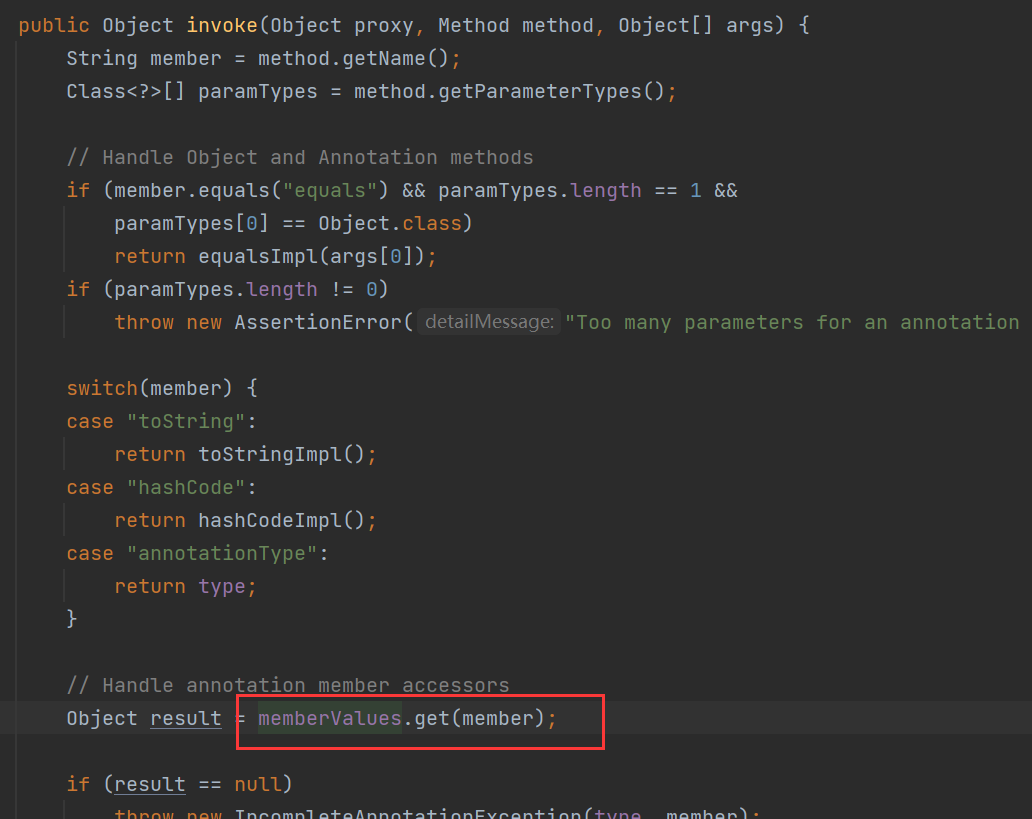 public Object invoke(Object proxy, Method method, Object[] args) {
String member = method.getName();
Class<?>[] paramTypes = method.getParameterTypes();
// Handle Object and Annotation methods
if (member.equals("equals") && paramTypes.length == 1 &&
paramTypes[0] == Object.class)
return equalsImpl(args[0]);
if (paramTypes.length != 0)
throw new AssertionError( detailMessage: "Too many parameters for an annotation
switch(member) {
case "toString":
return toStringImpl();
case "hashCode":
return hashCodeImpl();
case "annotationType":
return type;
}
// Handle annotation member accessors
Object result = memberValues.get(member);
if (result == null)
throw new IncompleteAnnotationException(type, member);